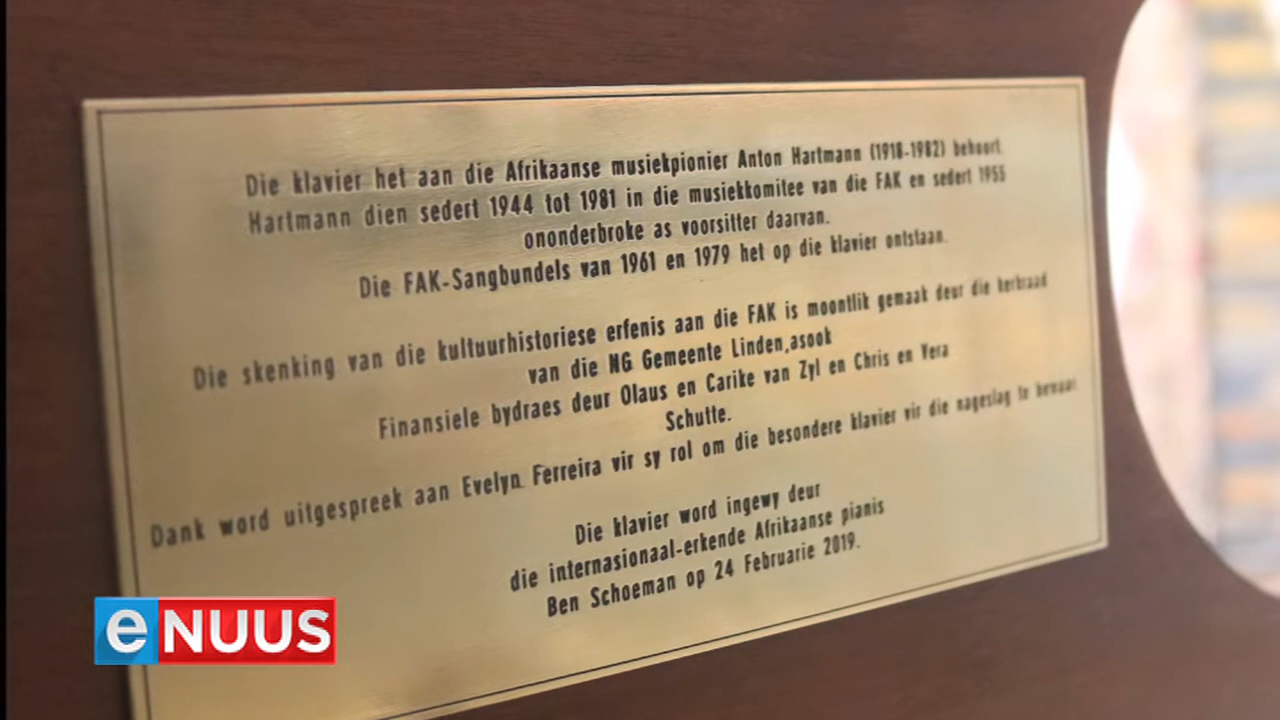 Die klavier het aan die Afrikaanse musiekpionier Anton Hartmann (1918-1982) behoort.
Hartmann dien sedert 1944 tot 1981 in die musiekkomitee van die FAK en sedert 1955
ononderbroke as voorsitter daarvan.
Die FAK-Sangbundels van 1961 en 1979 het op die klavier ontstaan.
Die skenking van die kultuurhistoriese erfenis aan die FAK is moontlik gemaak deur die kerkraad
van die NG Gemeente Linden,asook
Finansiele bydraes deur Olaus en Carike van Zyl en Chris en Vera
Schutte.
Dank word uitgespreek aan Evelyn Ferreira vir sy rol om die besondere klavier vir die nageslag te bewaar.
Die klavier word ingewy deur
die internasionaal-erkende Afrikaanse pianis
Ben Schoeman op 24 Februarie 2019.
e NUUS